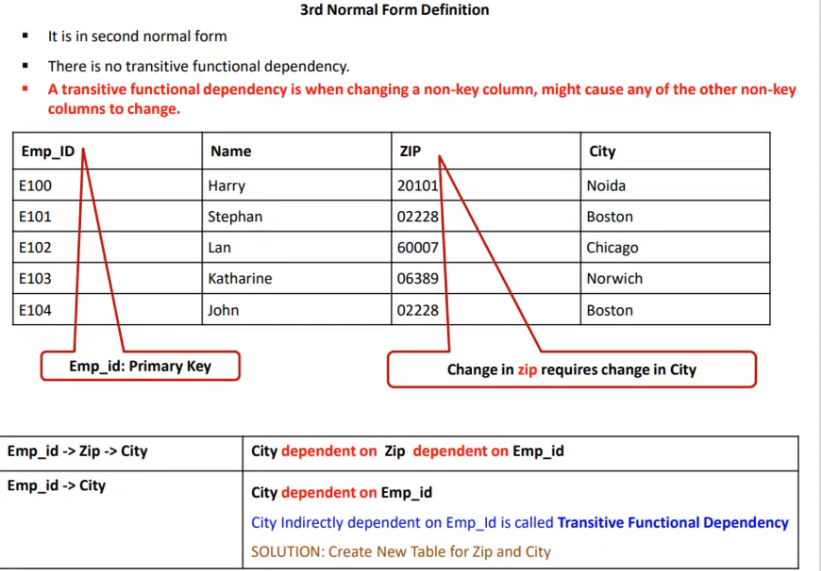 3rd Normal Form Definition
▪ It is in second normal form
▪ There is no transitive functional dependency.
▪ A transitive functional dependency is when changing a non-key column, might cause any of the other non-key
columns to change.
Emp_ID Name ZIP City
E100 Harry 20101 Noida
E101 Stephan 02228 Boston
E102 Lan 60007 Chicago
E103 Katharine 06389 Norwich
E104 John 02228 Boston
Emp_id: Primary Key
Change in zip requires change in City
Emp_id -> Zip -> City City dependent on Zip dependent on Emp_id
Emp_id -> City City dependent on Emp_id
City Indirectly dependent on Emp_Id is called Transitive Functional Dependency
SOLUTION: Create New Table for Zip and City